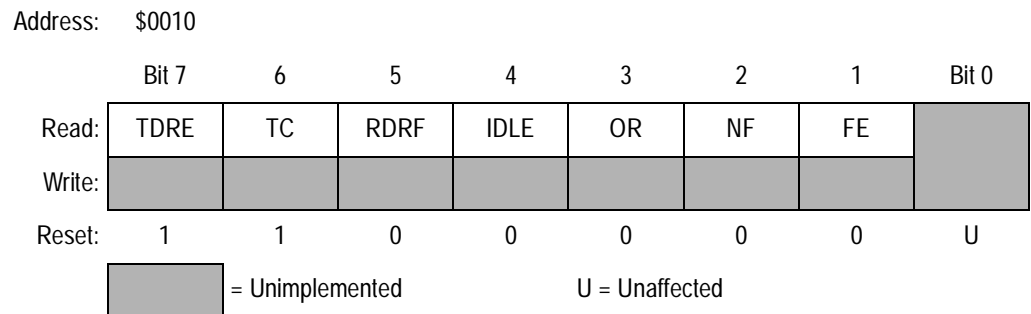 Address: $0010
Bit 7 6 5 4 3 2 1 Bit 0
Read: TDRE TC RDRF IDLE OR NF FE
Write:
Reset: 1 1 0 0 0 0 0 U
= Unimplemented U = Unaffected